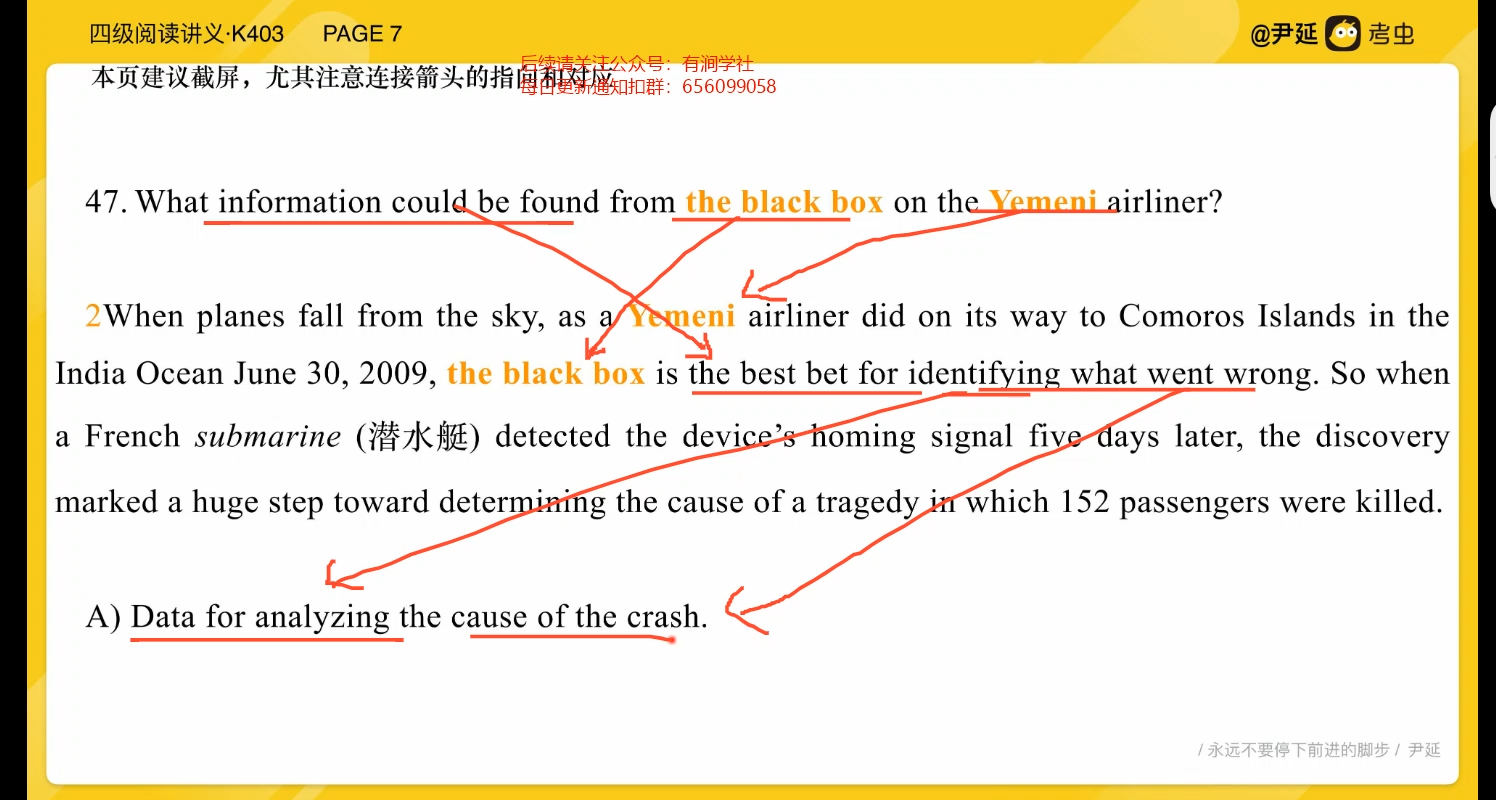 四级阅读讲义·K403 PAGE 7
@尹延 考虫
后续请关注公众号：有涧学社
本页建议截屏，尤其注意连接箭头的指向和对应
每日更新通知扣群：656099058
47. What information could be found from the black box on the Yemeni airliner?
2When planes fall from the sky, as a Yemeni airliner did on its way to Comoros Islands in the
India Ocean June 30, 2009, the black box is the best bet for identifying what went wrong. So when
a French submarine (潜水艇) detected the device's homing signal five days later, the discovery
marked a huge step toward determining the cause of a tragedy in which 152 passengers were killed.
A) Data for analyzing the cause of the crash.
/ 永远不要停下前进的脚步 / 尹延